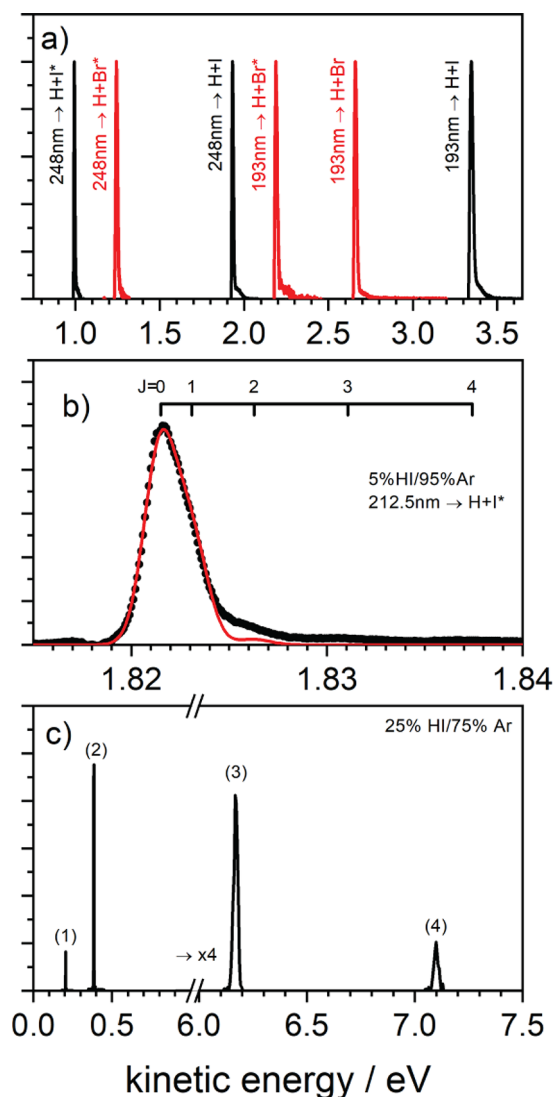 a)
248nm → H+I*
248nm → H+Br*
248nm → H+I
193nm → H+Br*
193nm → H+Br
193nm → H+I
1.0 1.5 2.0 2.5 3.0 3.5
b)
J=0 1 2 3 4
5%HI/95%Ar
212.5nm → H+I*
1.82 1.83 1.84
c)
25% HI/75% Ar
(1)
(2)
(3)
(4)
→ x4
0.0 0.5 6.0 6.5 7.0 7.5
kinetic energy / eV